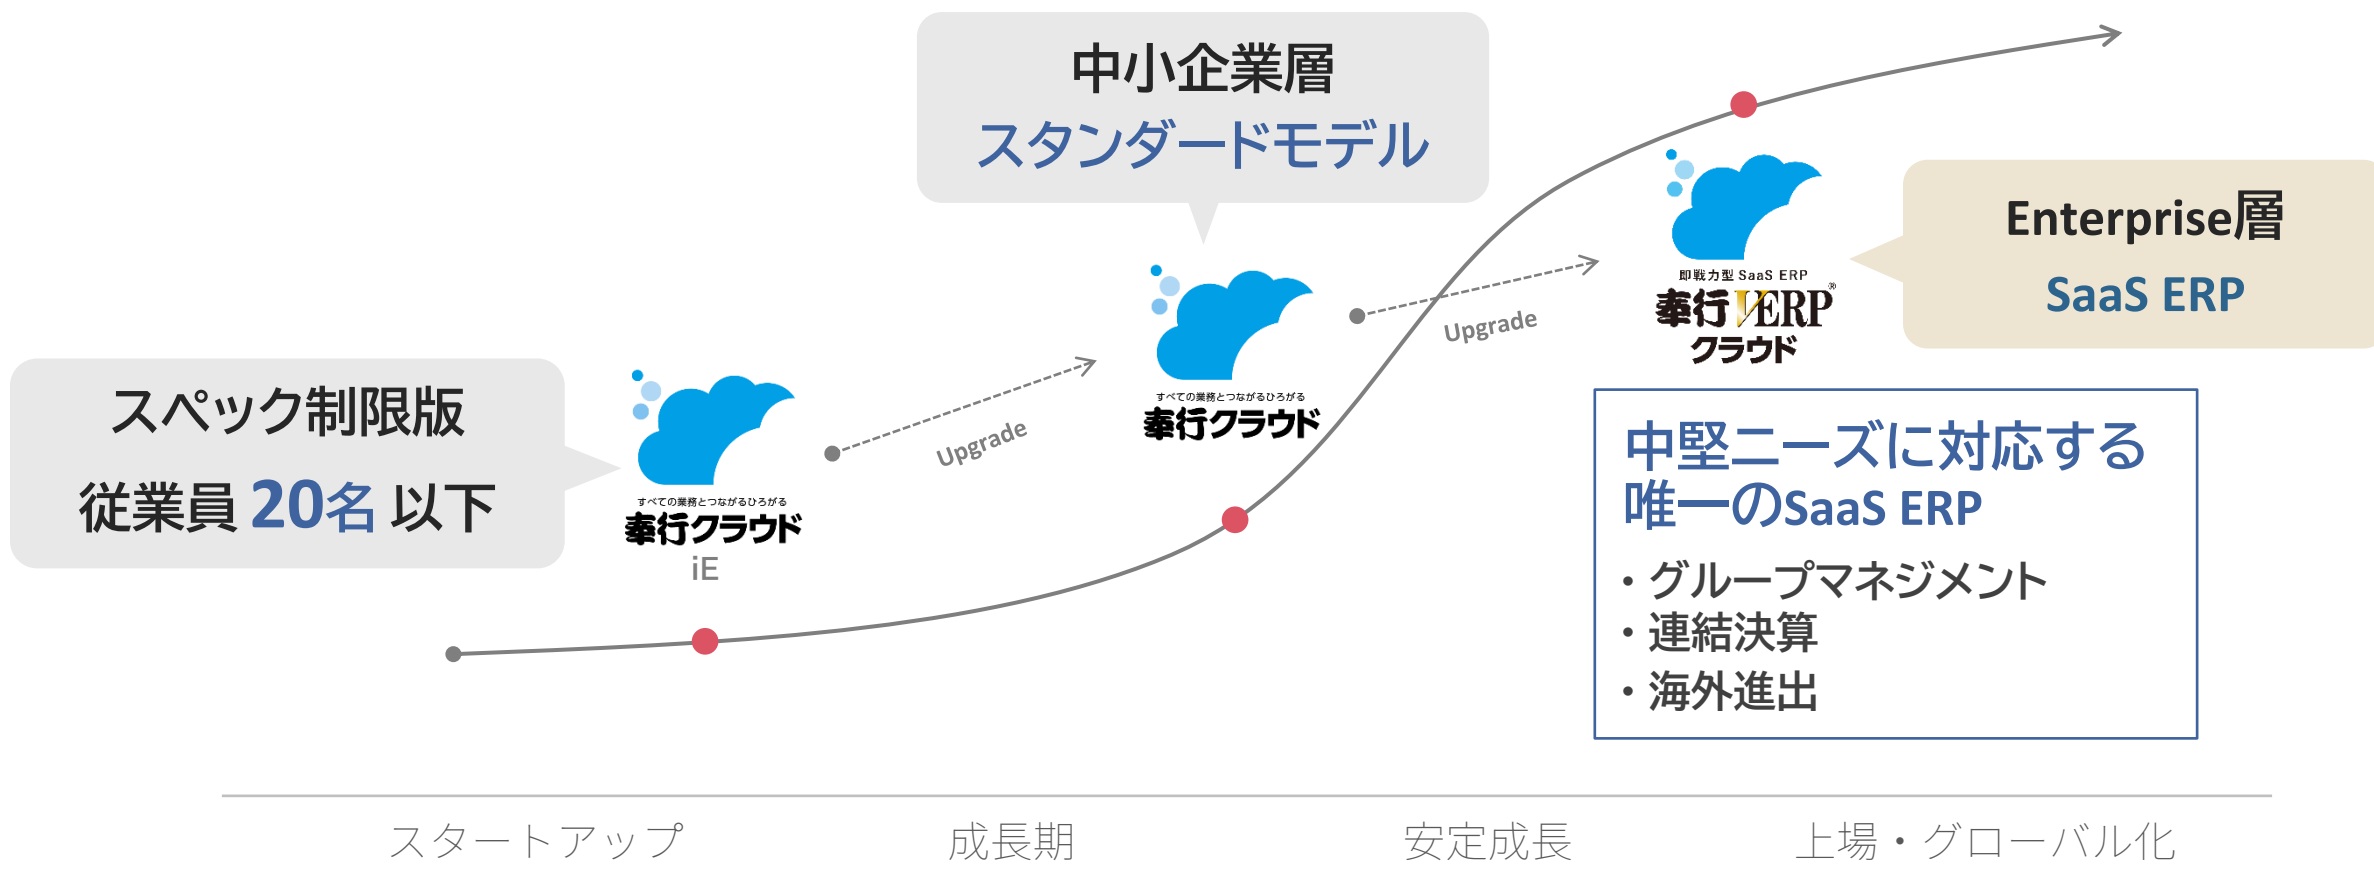 中小企業層
スタンダードモデル
Enterprise層
SaaS ERP
即戦力型 SaaS ERP
奉行VERP®
クラウド
Upgrade
すべての業務とつながるひろがる
奉行クラウド
スペック制限版
従業員 20名 以下
Upgrade
すべての業務とつながるひろがる
奉行クラウド
iE
中堅ニーズに対応する
唯一のSaaS ERP
・グループマネジメント
・連結決算
・海外進出
スタートアップ
成長期
安定成長
上場・グローバル化